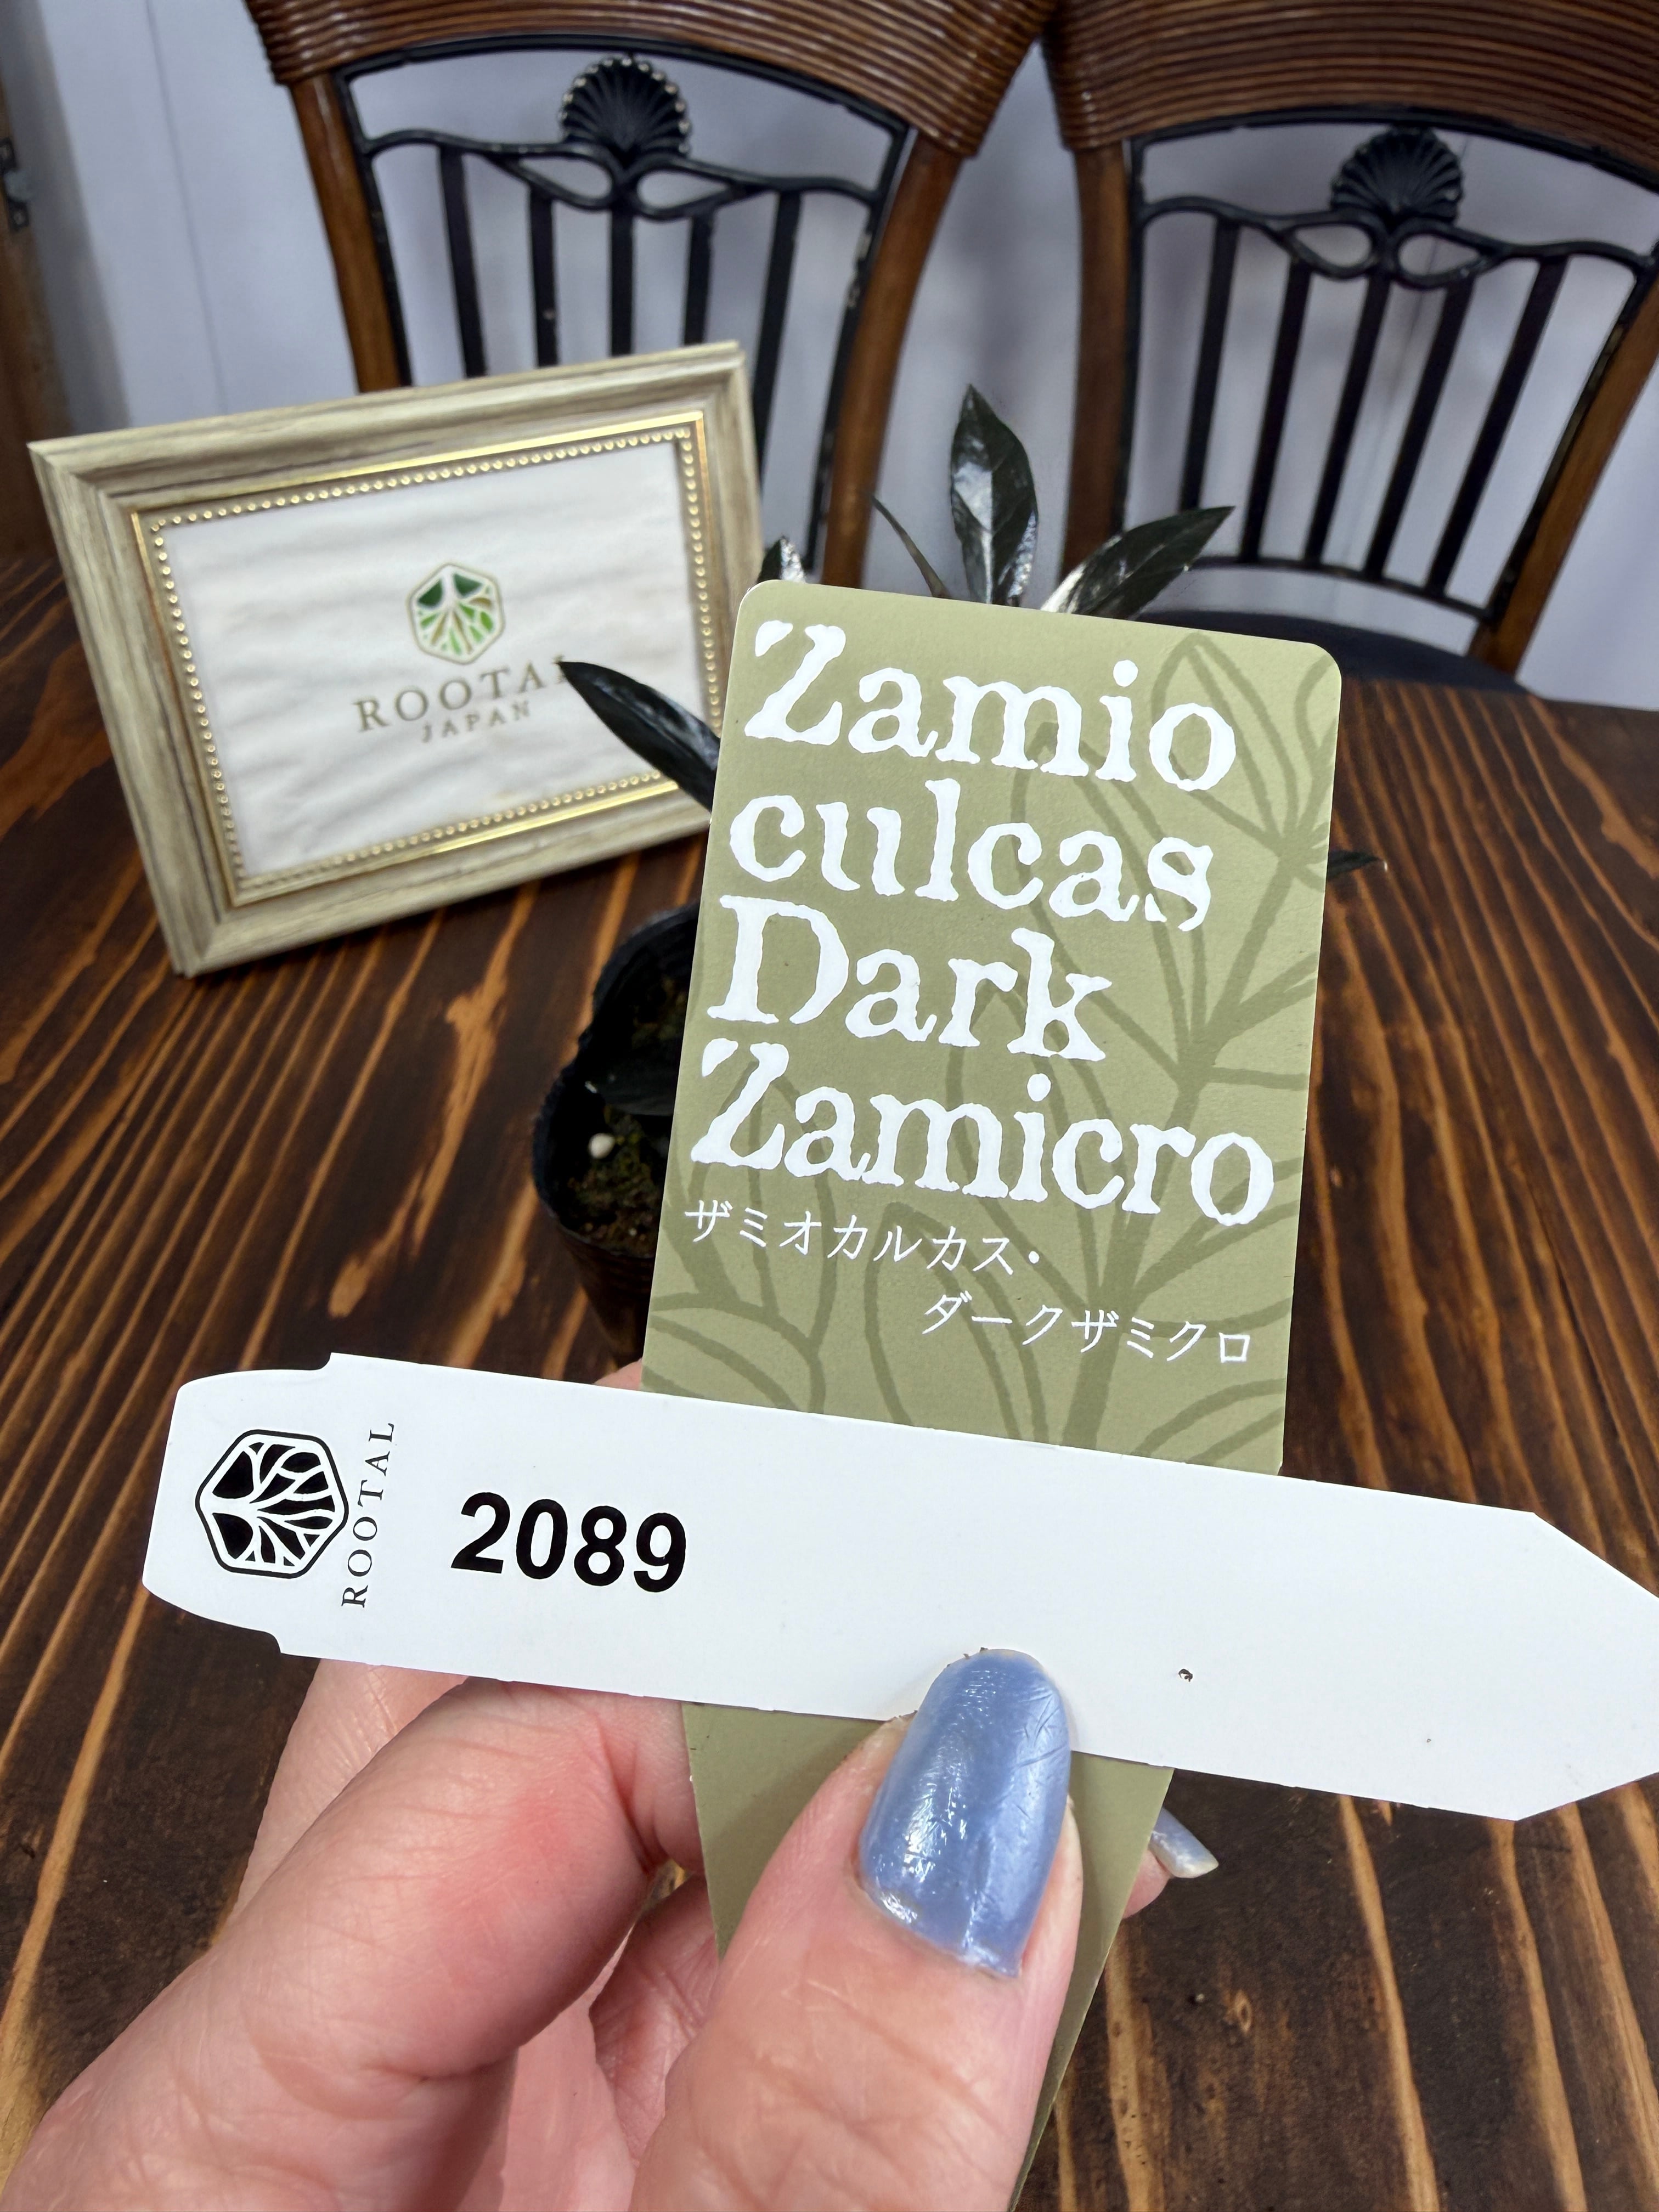 ROOTAL
JAPAN
Zamio
culcas
Dark
Zamicro
ザミオカルカス・
ダークザミクロ
ROOTAL
2089